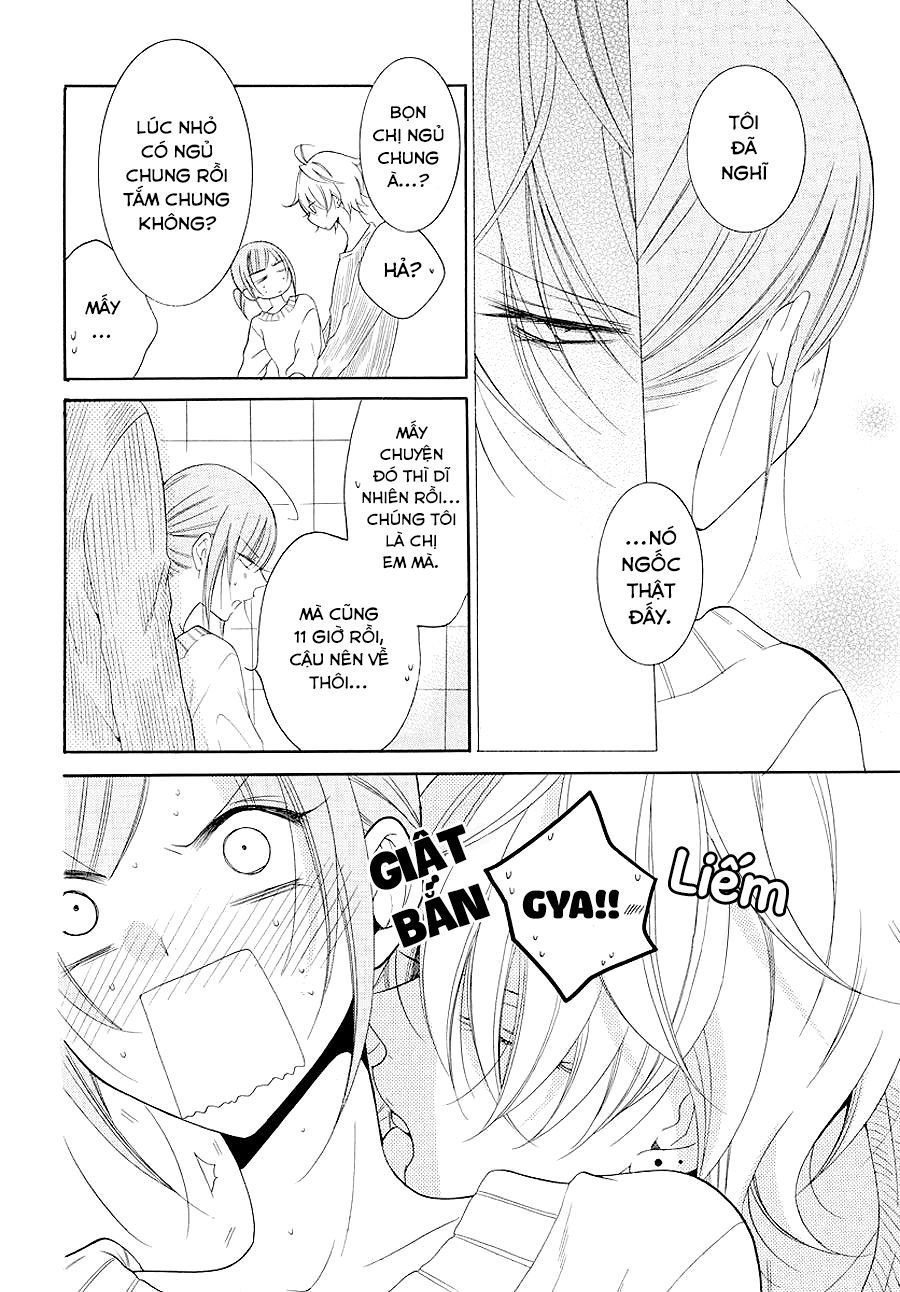 TÔI
ĐÃ
NGHĨ
...NÓ
NGỐC
THẬT
ĐẤY.
BỌN
CHỊ NGỦ
CHUNG
À...?
HẢ?
LÚC NHỎ
CÓ NGỦ
CHUNG RỒI
TẮM CHUNG
KHÔNG?
MẤY
...
MẤY
CHUYỆN
ĐÓ THÌ DĨ
NHIÊN RỒI...
CHÚNG TÔI
LÀ CHỊ
EM MÀ.
MÀ CŨNG
11 GIỜ RỒI,
CẬU NÊN VỀ
THÔI...
Liếm
GYA!!
GIẬT
BẮN